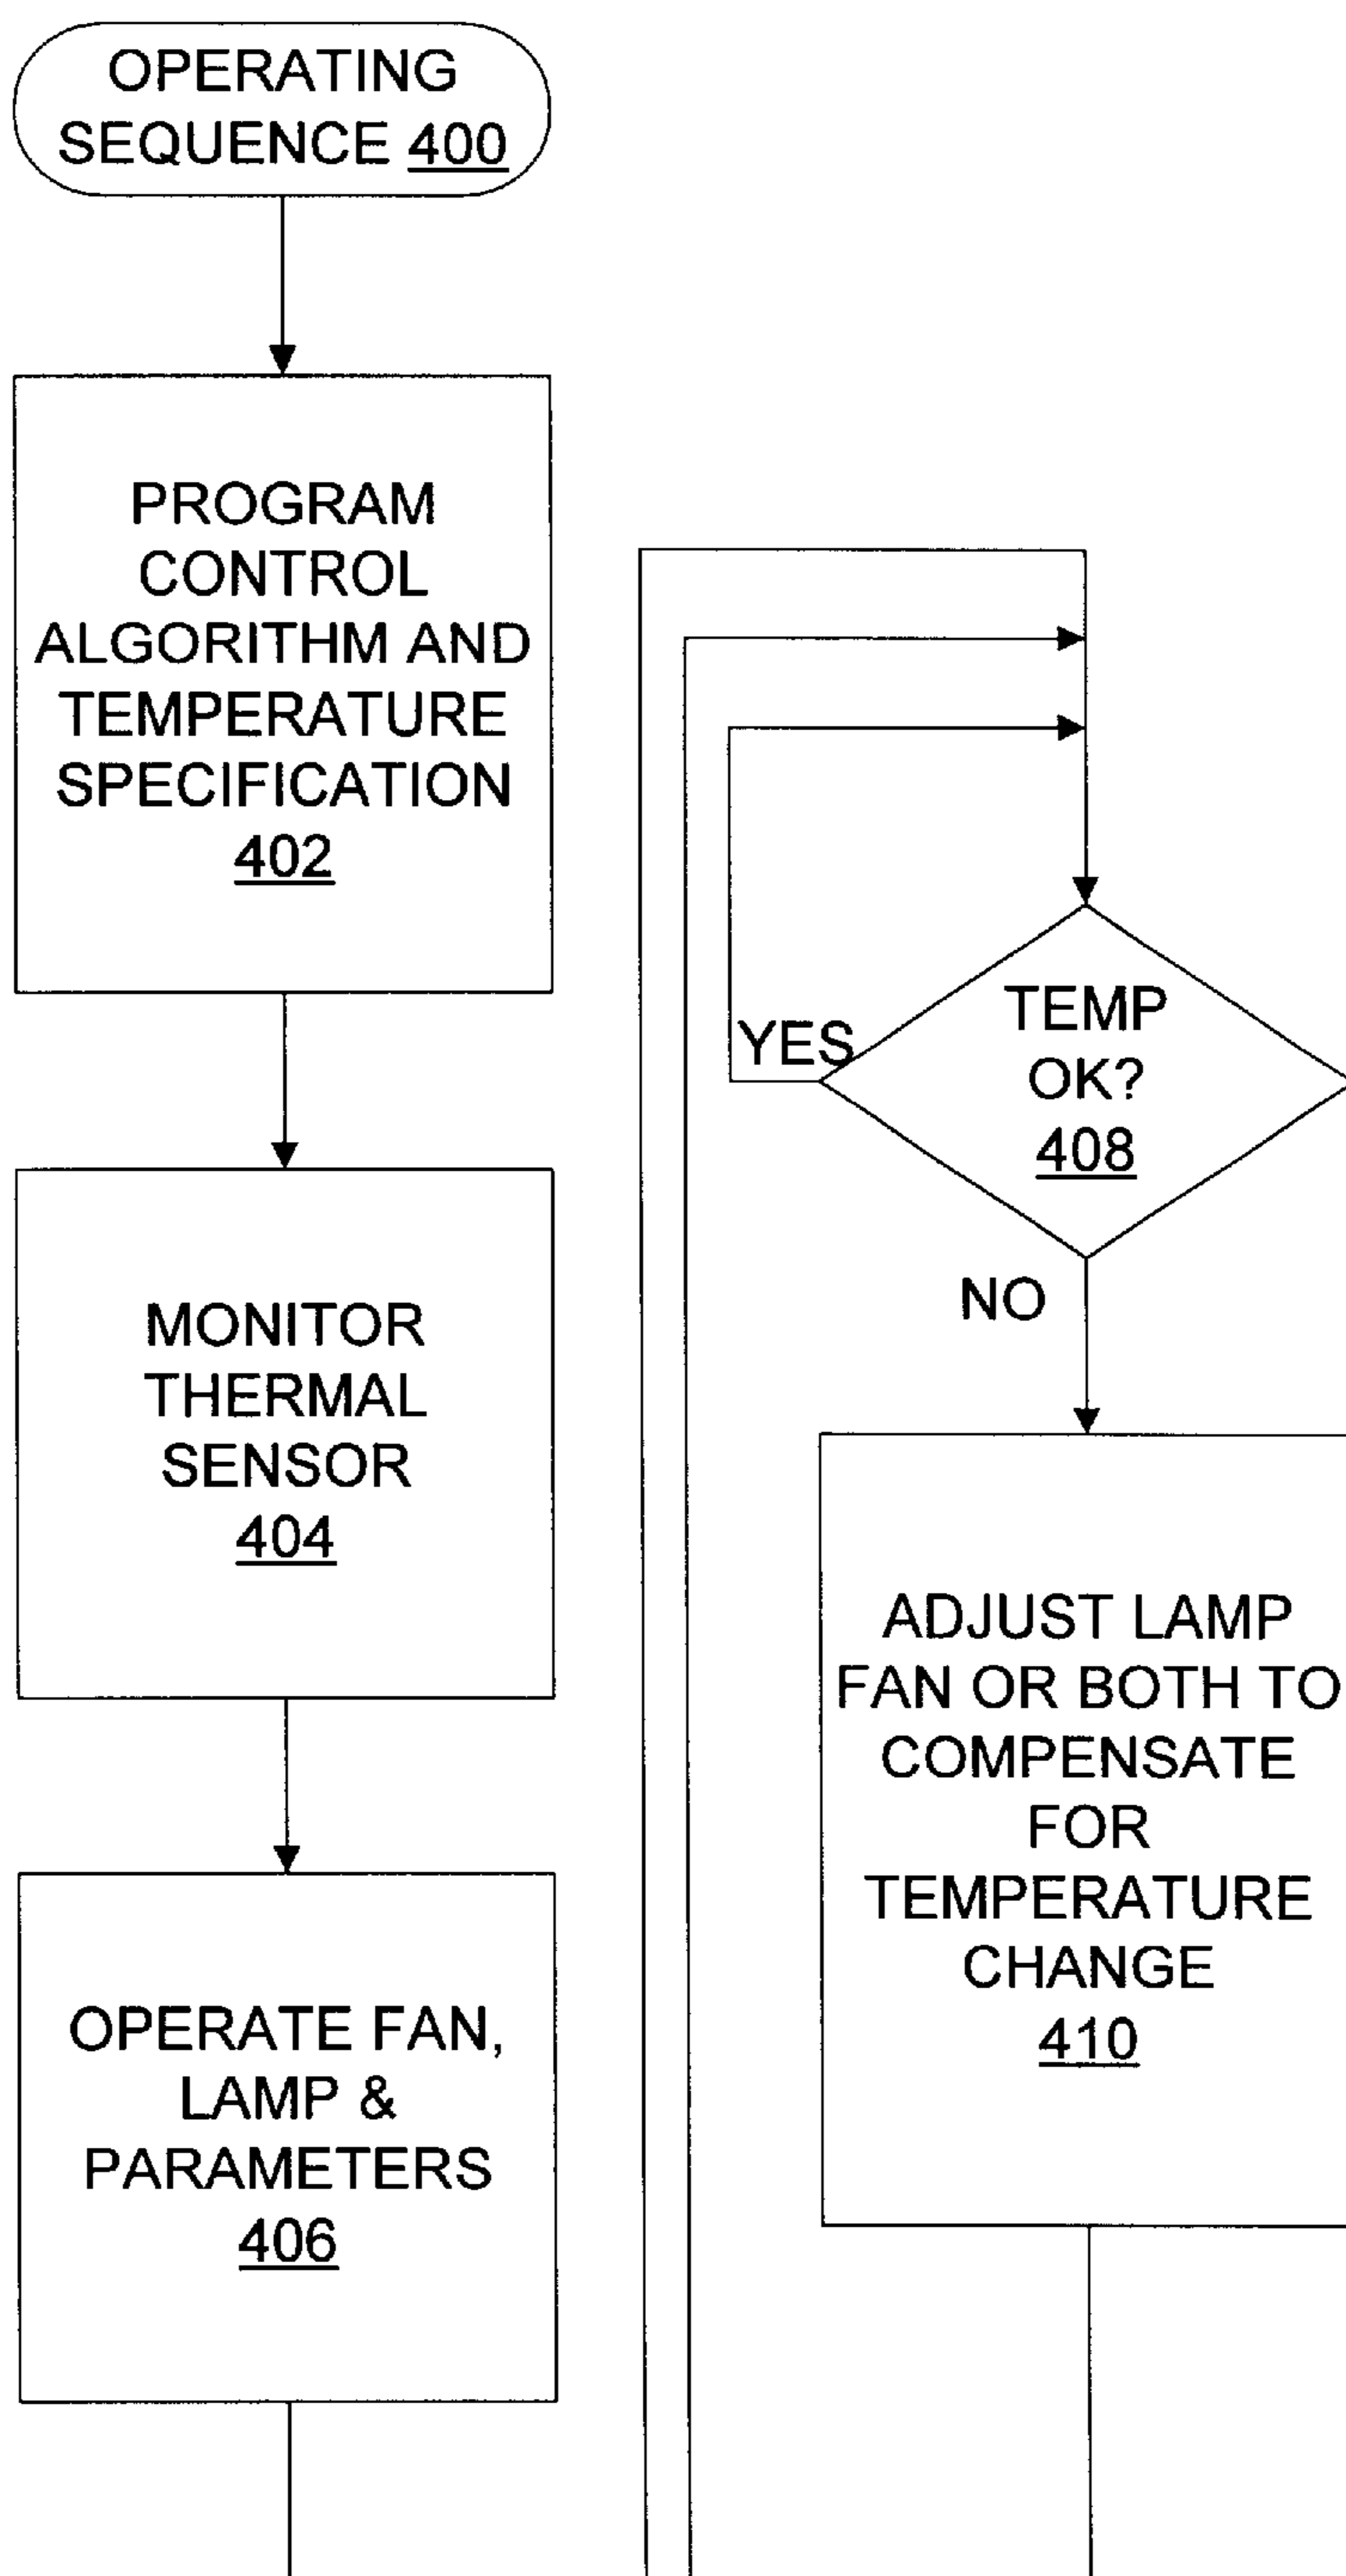 OPERATING
SEQUENCE 400
PROGRAM
CONTROL
ALGORITHM AND
TEMPERATURE
SPECIFICATION
402
MONITOR
THERMAL
SENSOR
404
OPERATE FAN,
LAMP &
PARAMETERS
406
TEMP
OK?
408
YES
NO
ADJUST LAMP
FAN OR BOTH TO
COMPENSATE
FOR
TEMPERATURE
CHANGE
410